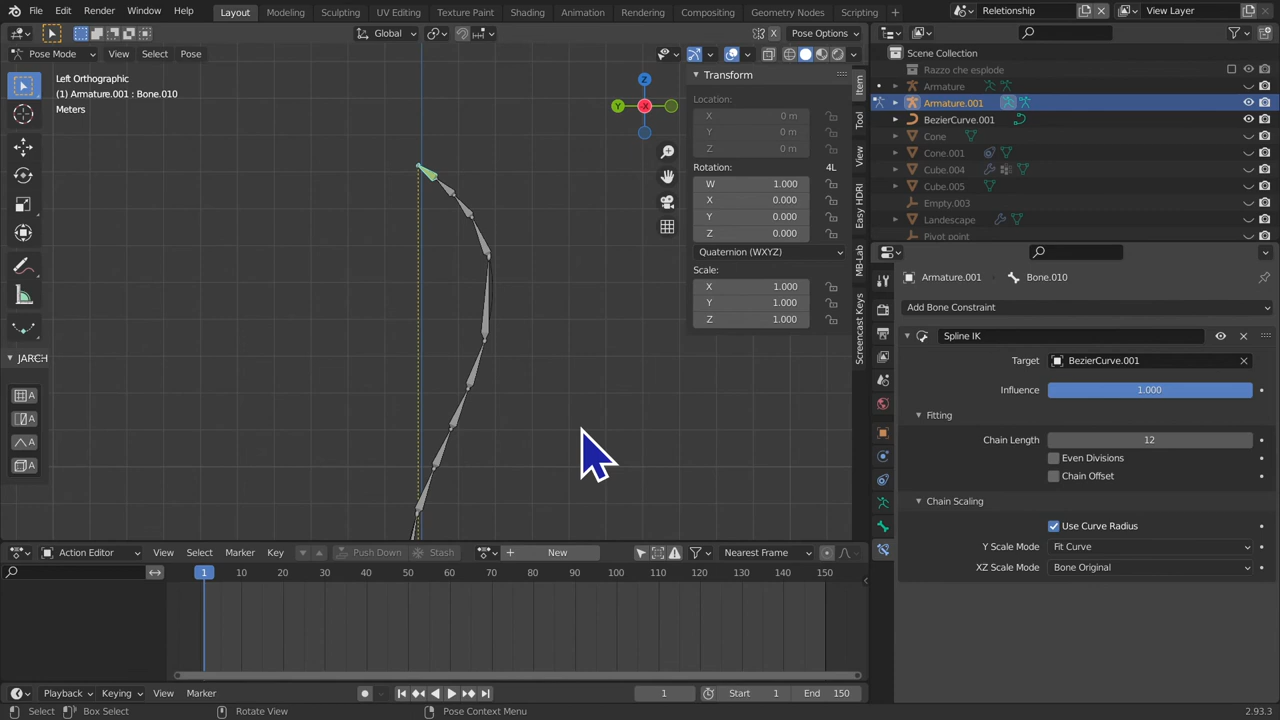 File Edit Render Window Help Layout Modeling Sculpting UV Editing Texture Paint Shading Animation Rendering Compositing Geometry Nodes Scripting + Relationship View Layer
Global Pose Options
Pose Mode View Select Pose
Left Orthographic
(1) Armature.001 : Bone.010
Meters
Z
Y
X
JARCH
A
A
A
A
Transform
Location:
X 0 m
Y 0 m
Z 0 m
Rotation: 4L
W 1.000
X 0.000
Y 0.000
Z 0.000
Quaternion (WXYZ)
Scale:
X 1.000
Y 1.000
Z 1.000
Item
Tool
View
Easy HDRI
MB-Lab
Screencast Keys
Scene Collection
Razzo che esplode
Armature
Armature.001
BezierCurve.001
Cone
Cone.001
Cube.004
Cube.005
Empty.003
Landscape
Pivot point
Armature.001 Bone.010
Add Bone Constraint
Spline IK
Target BezierCurve.001
Influence 1.000
Fitting
Chain Length 12
Even Divisions
Chain Offset
Chain Scaling
Use Curve Radius
Y Scale Mode Fit Curve
XZ Scale Mode Bone Original
Action Editor View Select Marker Key Push Down Stash + New Nearest Frame
1 10 20 30 40 50 60 70 80 90 100 110 120 130 140 150
Playback Keying View Marker 1 Start 1 End 150
Select Box Select Rotate View Pose Context Menu 2.93.3